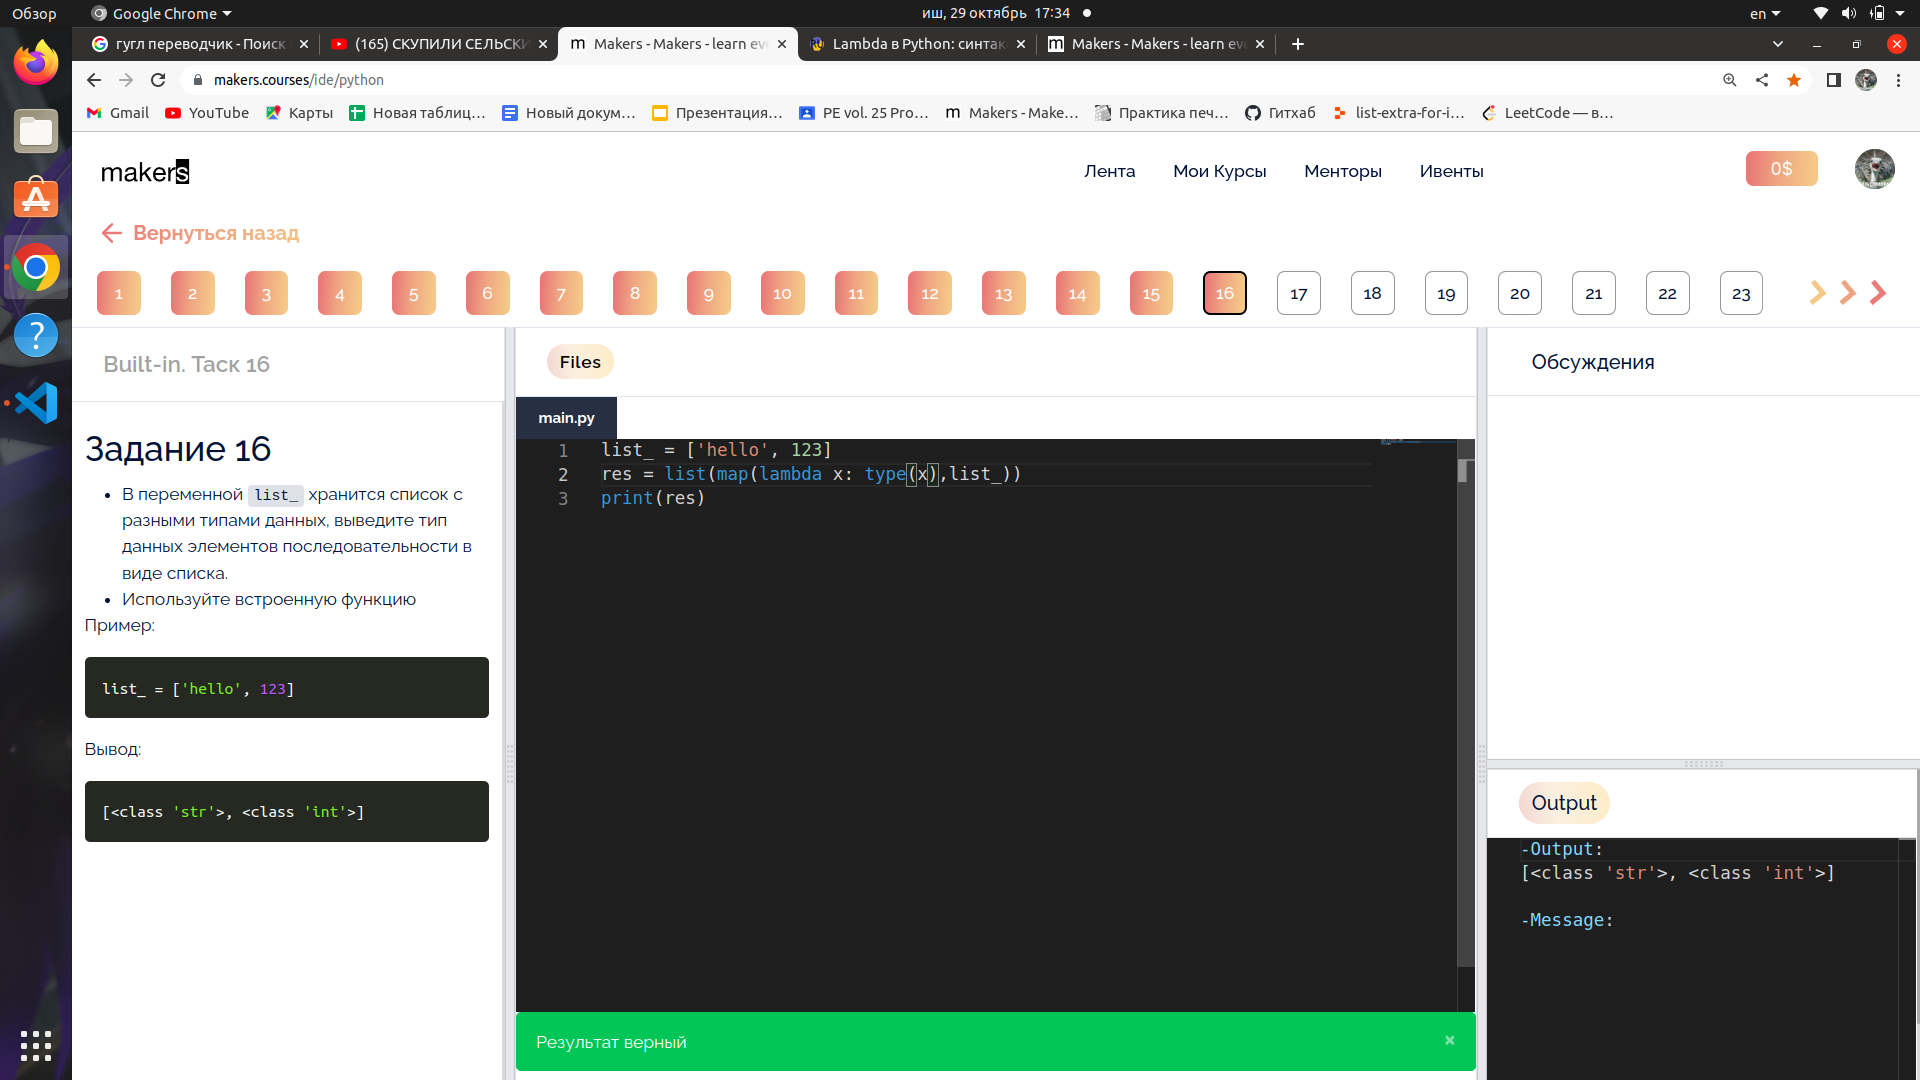 Обзор
Google Chrome
иш, 29 октябрь 17:34
en
гугл переводчик - Поиск
(165) СКУПИЛИ СЕЛЬСКИ
Makers - Makers - learn eve
Lambda в Python: синтак
Makers - Makers - learn eve
makers.courses/ide/python
Gmail
YouTube
Карты
Новая таблиц…
Новый докум…
Презентация…
PE vol. 25 Pro…
Makers - Make…
Практика печ…
Гитхаб
list-extra-for-i…
LeetCode — в…
makers
Лента
Мои Курсы
Менторы
Ивенты
0$
Вернуться назад
1 2 3 4 5 6 7 8 9 10 11 12 13 14 15 16 17 18 19 20 21 22 23
Built-in. Таск 16
Задание 16
В переменной list_ хранится список с
разными типами данных, выведите тип
данных элементов последовательности в
виде списка.
Используйте встроенную функцию
Пример:
list_ = ['hello', 123]
Вывод:
[<class 'str'>, <class 'int'>]
Files
main.py
1 list_ = ['hello', 123]
2 res = list(map(lambda x: type(x),list_))
3 print(res)
Результат верный
×
Обсуждения
Output
-Output:
[<class 'str'>, <class 'int'>]
-Message: